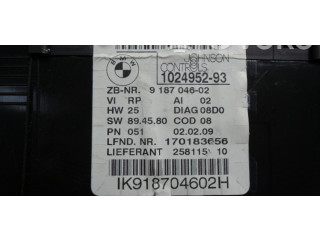 BMW
JOHNSON
CONTROLS
1024952-93
ZB-NR. 9 187 046-02
VI RP AI 02
HW 25 DIAG 08D0
SW 89.45.80 COD 08
PN 051 02.02.09
LFND. NR. 170183656
LIEFERANT 258115 10
IK918704602H